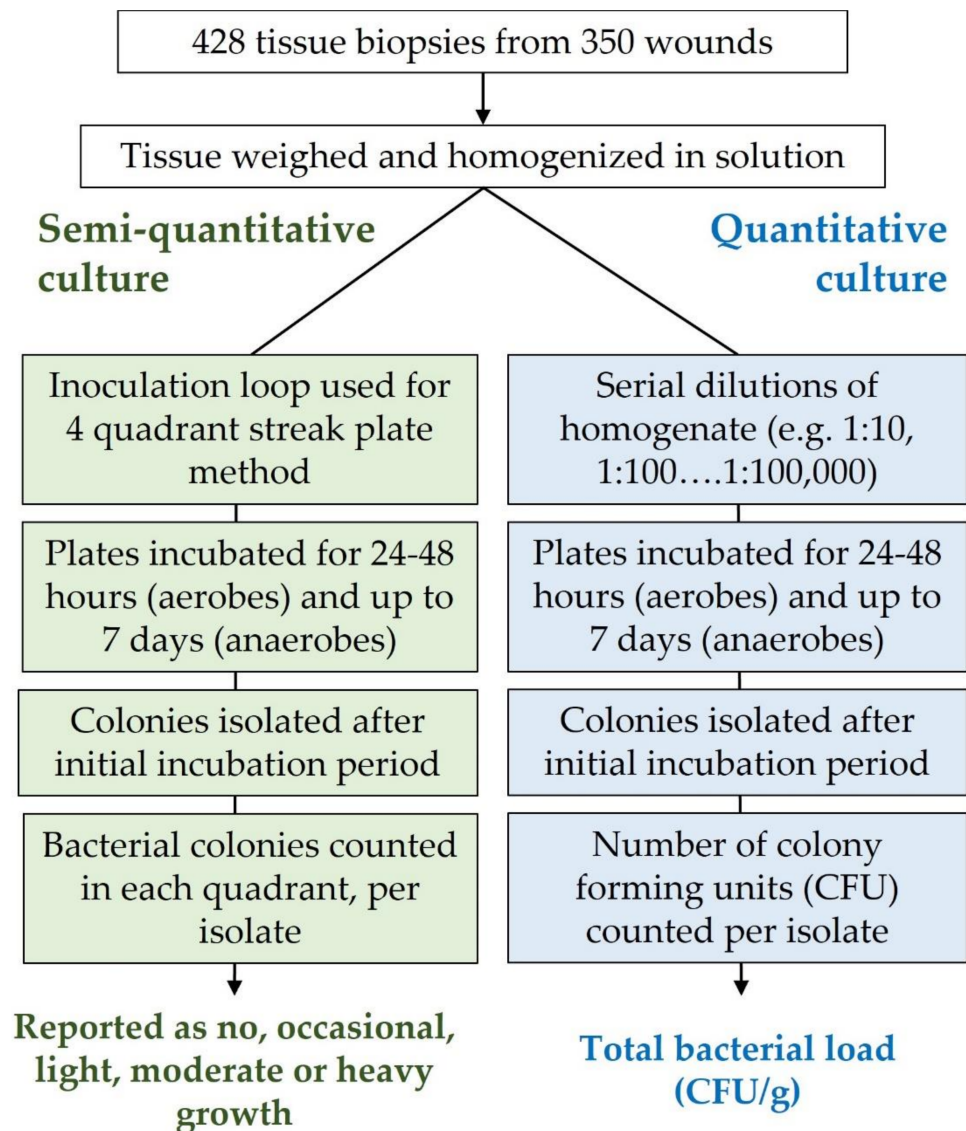 428 tissue biopsies from 350 wounds
Tissue weighed and homogenized in solution
Semi-quantitative
culture
Quantitative
culture
Inoculation loop used for
4 quadrant streak plate
method
Plates incubated for 24-48
hours (aerobes) and up to
7 days (anaerobes)
Colonies isolated after
initial incubation period
Bacterial colonies counted
in each quadrant, per
isolate
Reported as no, occasional,
light, moderate or heavy
growth
Serial dilutions of
homogenate (e.g. 1:10,
1:100….1:100,000)
Plates incubated for 24-48
hours (aerobes) and up to
7 days (anaerobes)
Colonies isolated after
initial incubation period
Number of colony
forming units (CFU)
counted per isolate
Total bacterial load
(CFU/g)